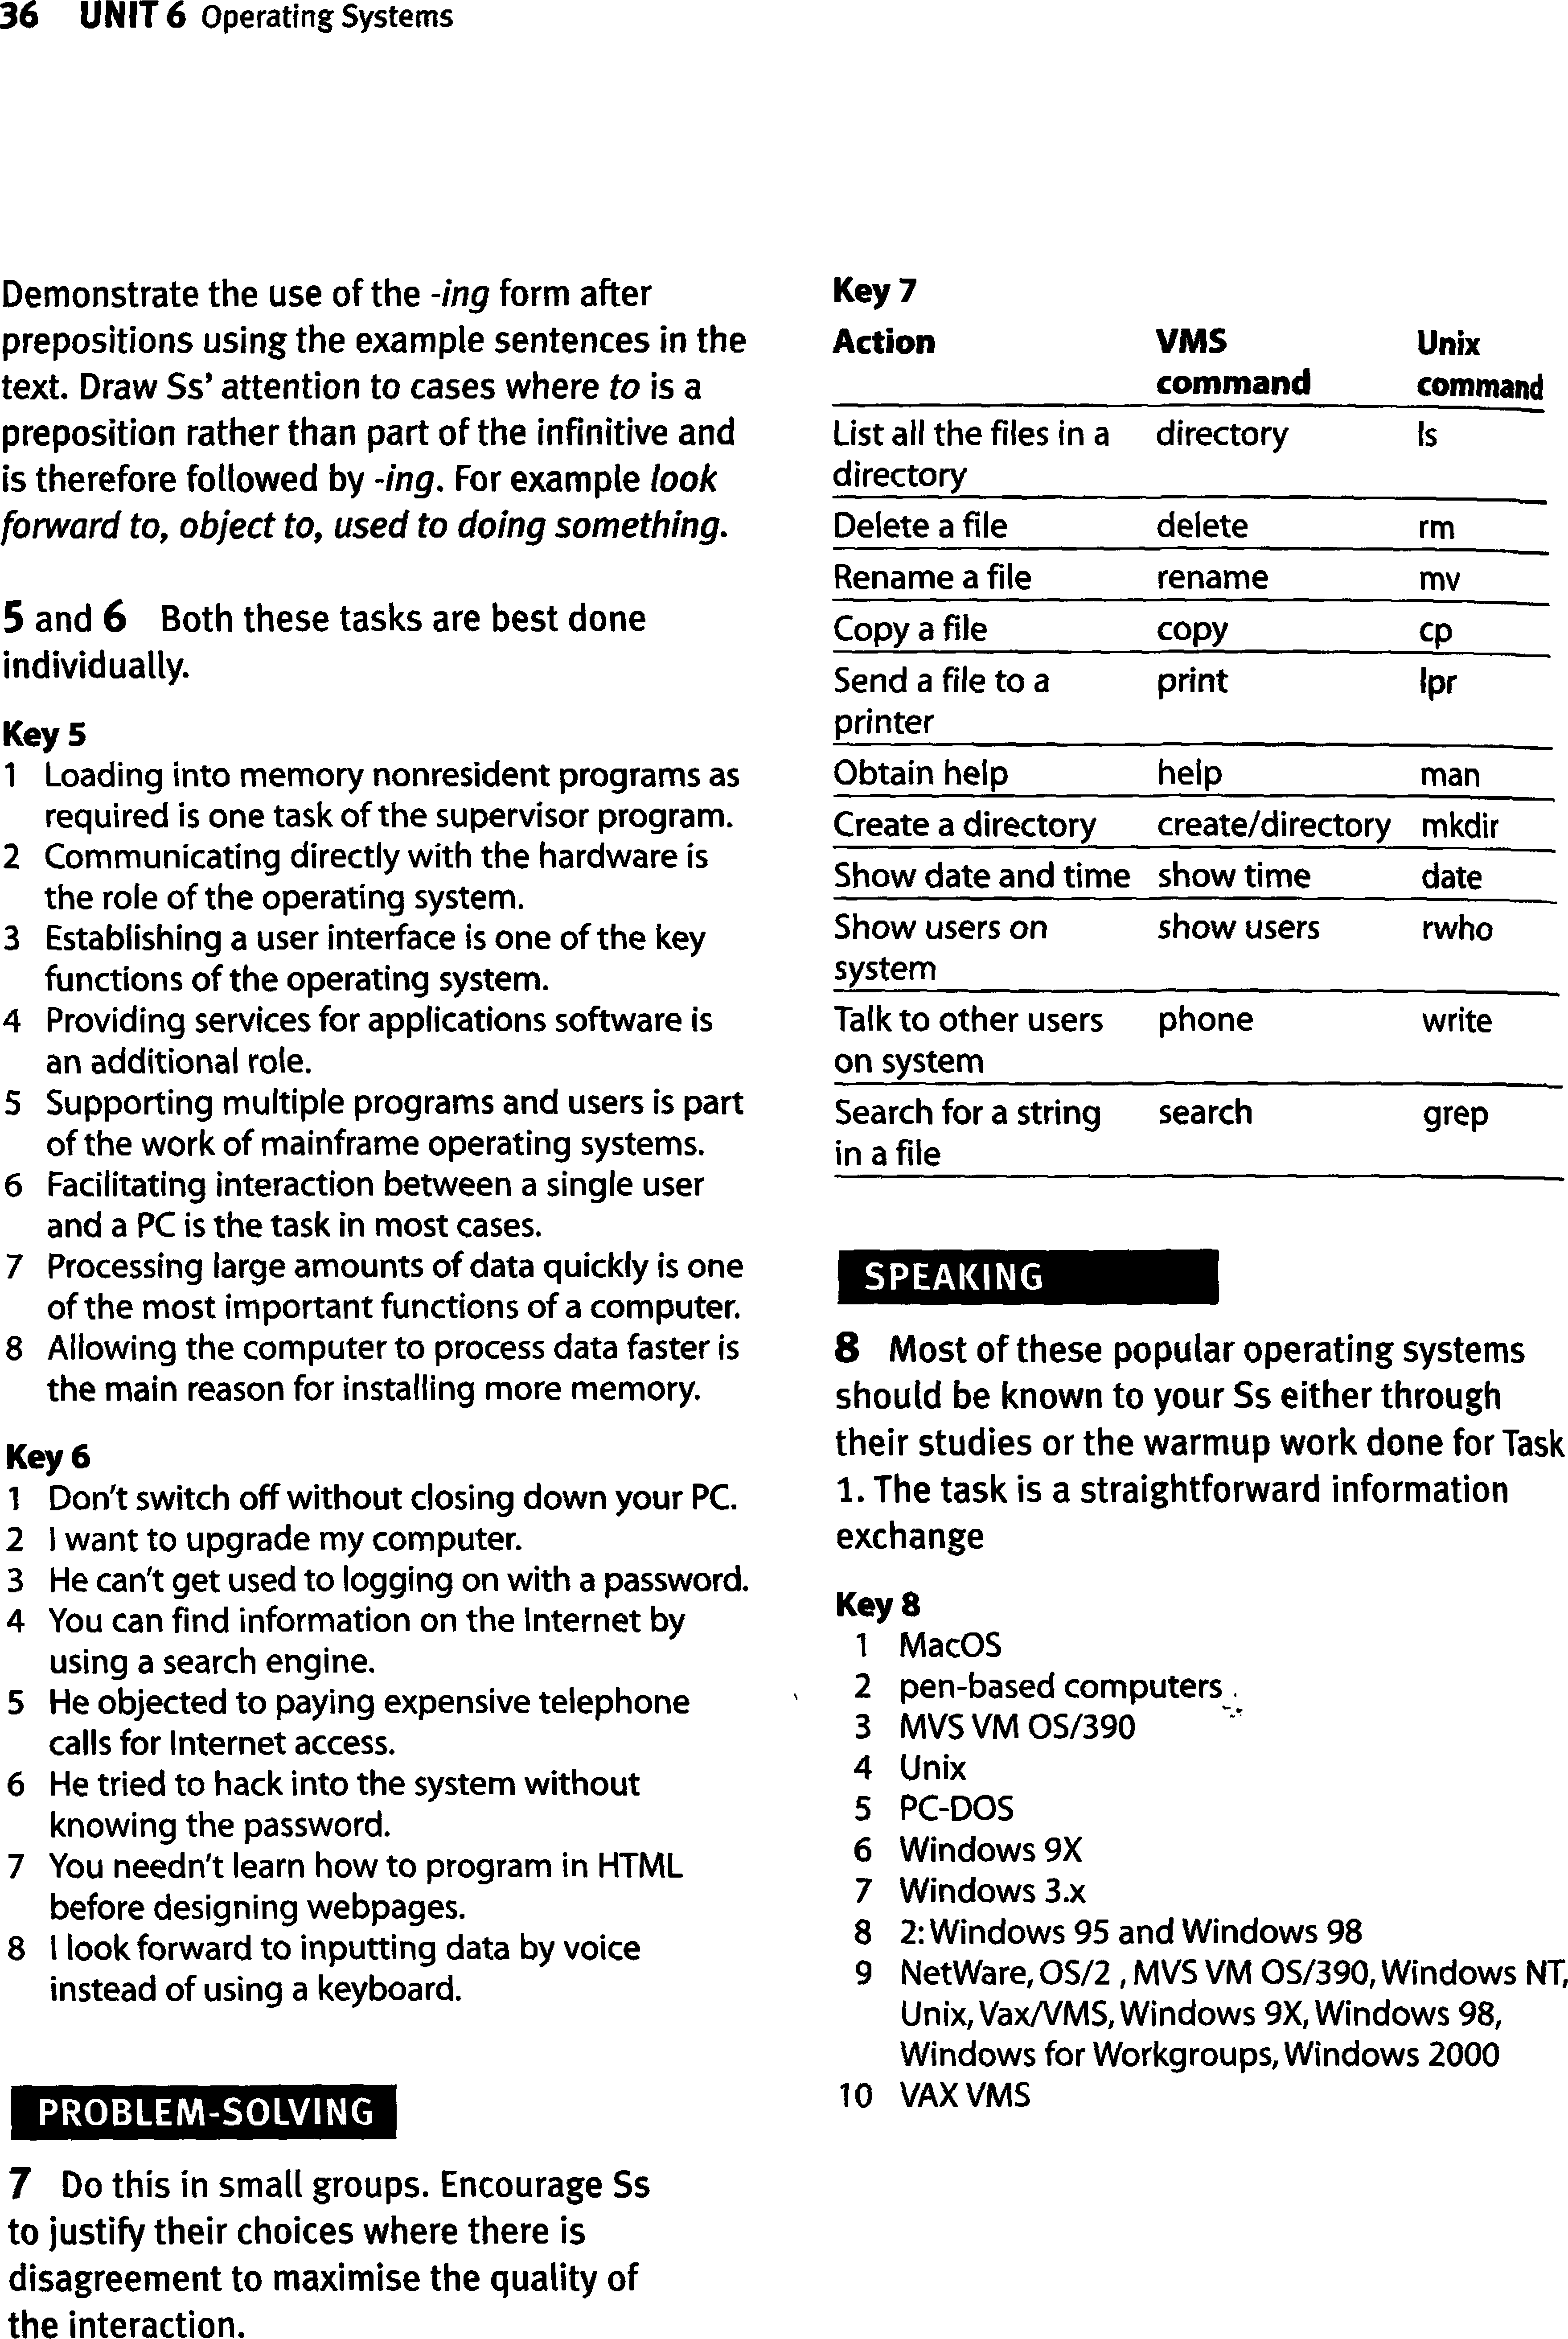 36 UNIT 6 Operating Systems
Demonstrate the use of the -ing form after
prepositions using the example sentences in the
text. Draw Ss' attention to cases where to is a
preposition rather than part of the infinitive and
is therefore followed by -ing. For example look
forward to, object to, used to doing something.
5 and 6 Both these tasks are best done
individually.
Key 5
1 Loading into memory nonresident programs as
required is one task of the supervisor program.
2 Communicating directly with the hardware is
the role of the operating system.
3 Establishing a user interface is one of the key
functions of the operating system.
4 Providing services for applications software is
an additional role.
5 Supporting multiple programs and users is part
of the work of mainframe operating systems.
6 Facilitating interaction between a single user
and a PC is the task in most cases.
7 Processing large amounts of data quickly is one
of the most important functions of a computer.
8 Allowing the computer to process data faster is
the main reason for installing more memory.
Key 6
1 Don't switch off without closing down your PC.
2 I want to upgrade my computer.
3 He can't get used to logging on with a password.
4 You can find information on the Internet by
using a search engine.
5 He objected to paying expensive telephone
calls for Internet access.
6 He tried to hack into the system without
knowing the password.
7 You needn't learn how to program in HTML
before designing webpages.
8 I look forward to inputting data by voice
instead of using a keyboard.
PROBLEM-SOLVING
7 Do this in small groups. Encourage Ss
to justify their choices where there is
disagreement to maximise the quality of
the interaction.
Key 7
Action VMS Unix
command command
List all the files in a directory ls
directory
Delete a file delete rm
Rename a file rename mv
Copy a file copy cp
Send a file to a print lpr
printer
Obtain help help man
Create a directory create/directory mkdir
Show date and time show time date
Show users on show users rwho
system
Talk to other users phone write
on system
Search for a string search grep
in a file
SPEAKING
8 Most of these popular operating systems
should be known to your Ss either through
their studies or the warmup work done for Task
1. The task is a straightforward information
exchange
Key 8
1 MacOS
2 pen-based computers
3 MVS VM OS/390
4 Unix
5 PC-DOS
6 Windows 9X
7 Windows 3.x
8 2: Windows 95 and Windows 98
9 NetWare, OS/2 , MVS VM OS/390, Windows NT,
Unix, Vax/VMS, Windows 9X, Windows 98,
Windows for Workgroups, Windows 2000
10 VAX VMS